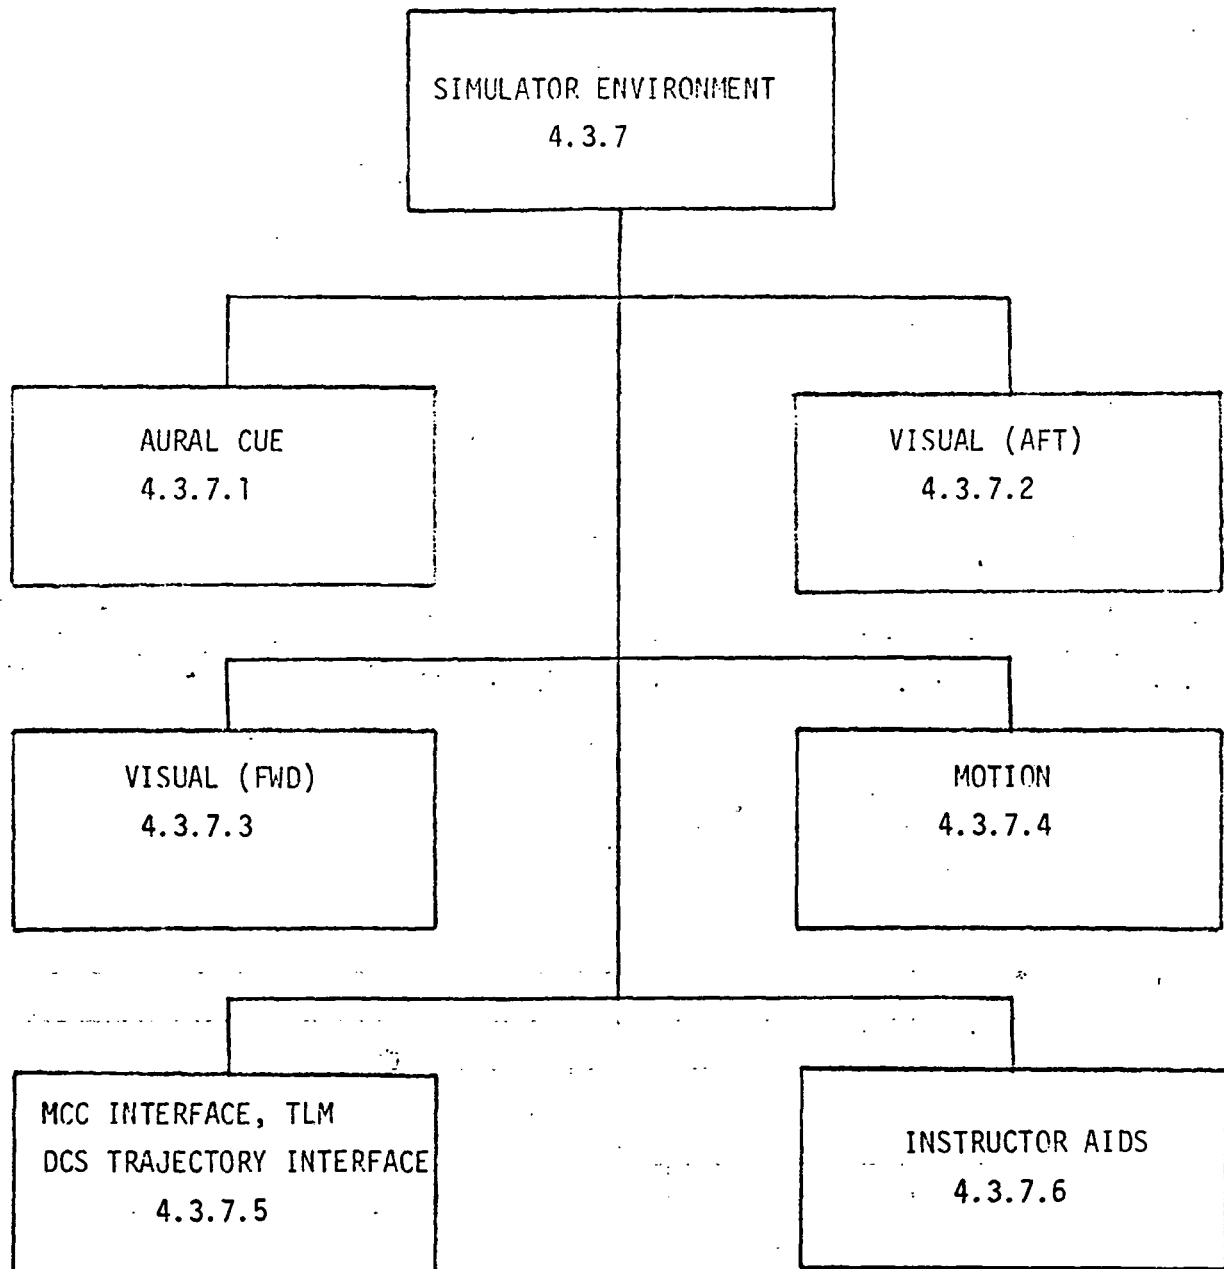 SIMULATOR ENVIRONMENT
4.3.7
AURAL CUE
4.3.7.1
VISUAL (AFT)
4.3.7.2
VISUAL (FWD)
4.3.7.3
MOTION
4.3.7.4
MCC INTERFACE, TLM
DCS TRAJECTORY INTERFACE
4.3.7.5
INSTRUCTOR AIDS
4.3.7.6